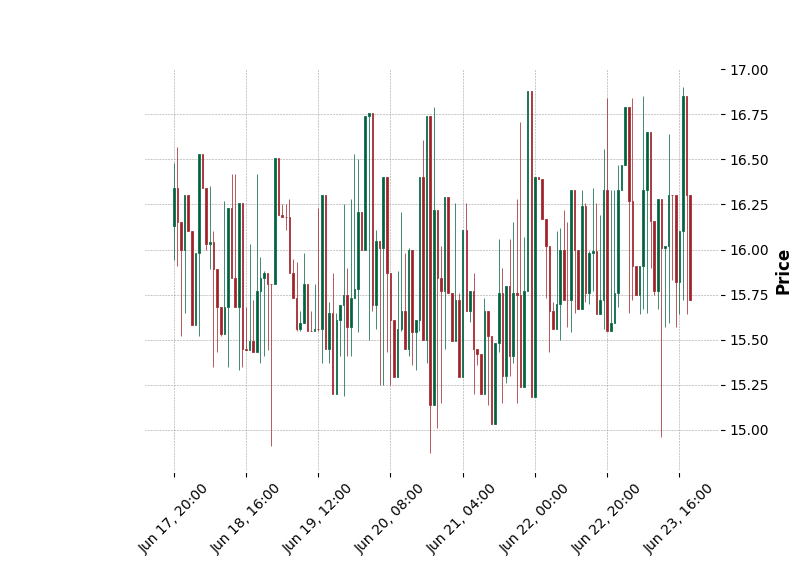 17.00
16.75
16.50
16.25
16.00
15.75
15.50
15.25
15.00
Price
Jun 17, 20:00
Jun 18, 16:00
Jun 19, 12:00
Jun 20, 08:00
Jun 21, 04:00
Jun 22, 00:00
Jun 22, 20:00
Jun 23, 16:00